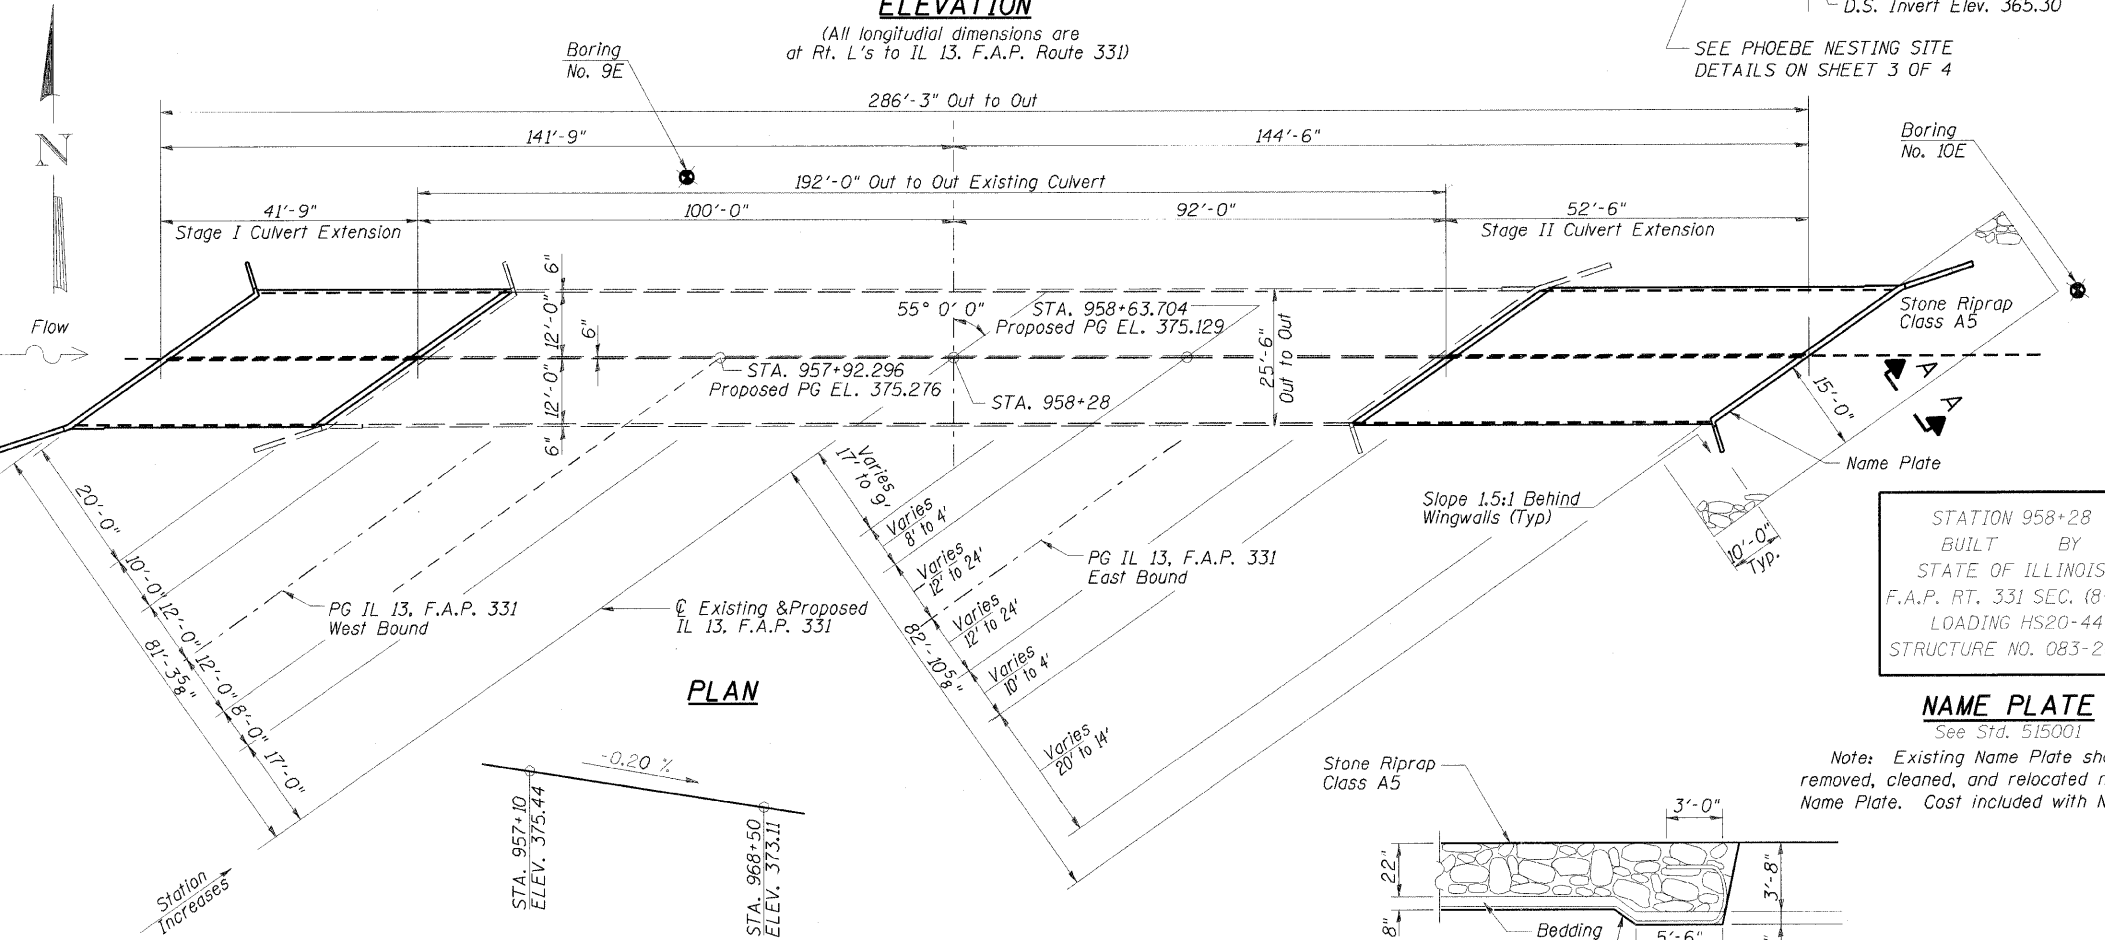 ELEVATION
(All longitudial dimensions are
at Rt. L's to IL 13. F.A.P. Route 331)
D.S. Invert Elev. 365.30
SEE PHOEBE NESTING SITE
DETAILS ON SHEET 3 OF 4
Boring
No. 9E
286'-3" Out to Out
141'-9"
144'-6"
Boring
No. 10E
N
192'-0" Out to Out Existing Culvert
41'-9"
100'-0"
92'-0"
52'-6"
Stage I Culvert Extension
Stage II Culvert Extension
Flow
6"
12'-0"
6"
12'-0"
6"
55° 0' 0"
STA. 958+63.704
Proposed PG EL. 375.129
STA. 957+92.296
Proposed PG EL. 375.276
STA. 958+28
25'-6"
Out to Out
Stone Riprap
Class A5
A
A
15'-0"
Name Plate
Slope 1.5:1 Behind
Wingwalls (Typ)
10'-0"
Typ.
20'-0"
10'-0"
12'-0"
12'-0"
8'-0"
17'-0"
81'-3 5/8"
PG IL 13, F.A.P. 331
West Bound
℄ Existing &Proposed
IL 13, F.A.P. 331
Varies
17' to 9'
Varies
8' to 4'
Varies
12' to 24'
Varies
12' to 24'
Varies
10' to 4'
Varies
20' to 14'
82'-10 5/8"
PG IL 13, F.A.P. 331
East Bound
STATION 958+28
BUILT BY
STATE OF ILLINOIS
F.A.P. RT. 331 SEC. (8
LOADING HS20-44
STRUCTURE NO. 083-2
NAME PLATE
See Std. 515001
Note: Existing Name Plate sh
removed, cleaned, and relocated
Name Plate. Cost included with N
PLAN
-0.20 %
STA. 957+10
ELEV. 375.44
STA. 968+50
ELEV. 373.11
Station
Increases
Stone Riprap
Class A5
3'-0"
22"
8"
3'-8"
Bedding
5'-6"